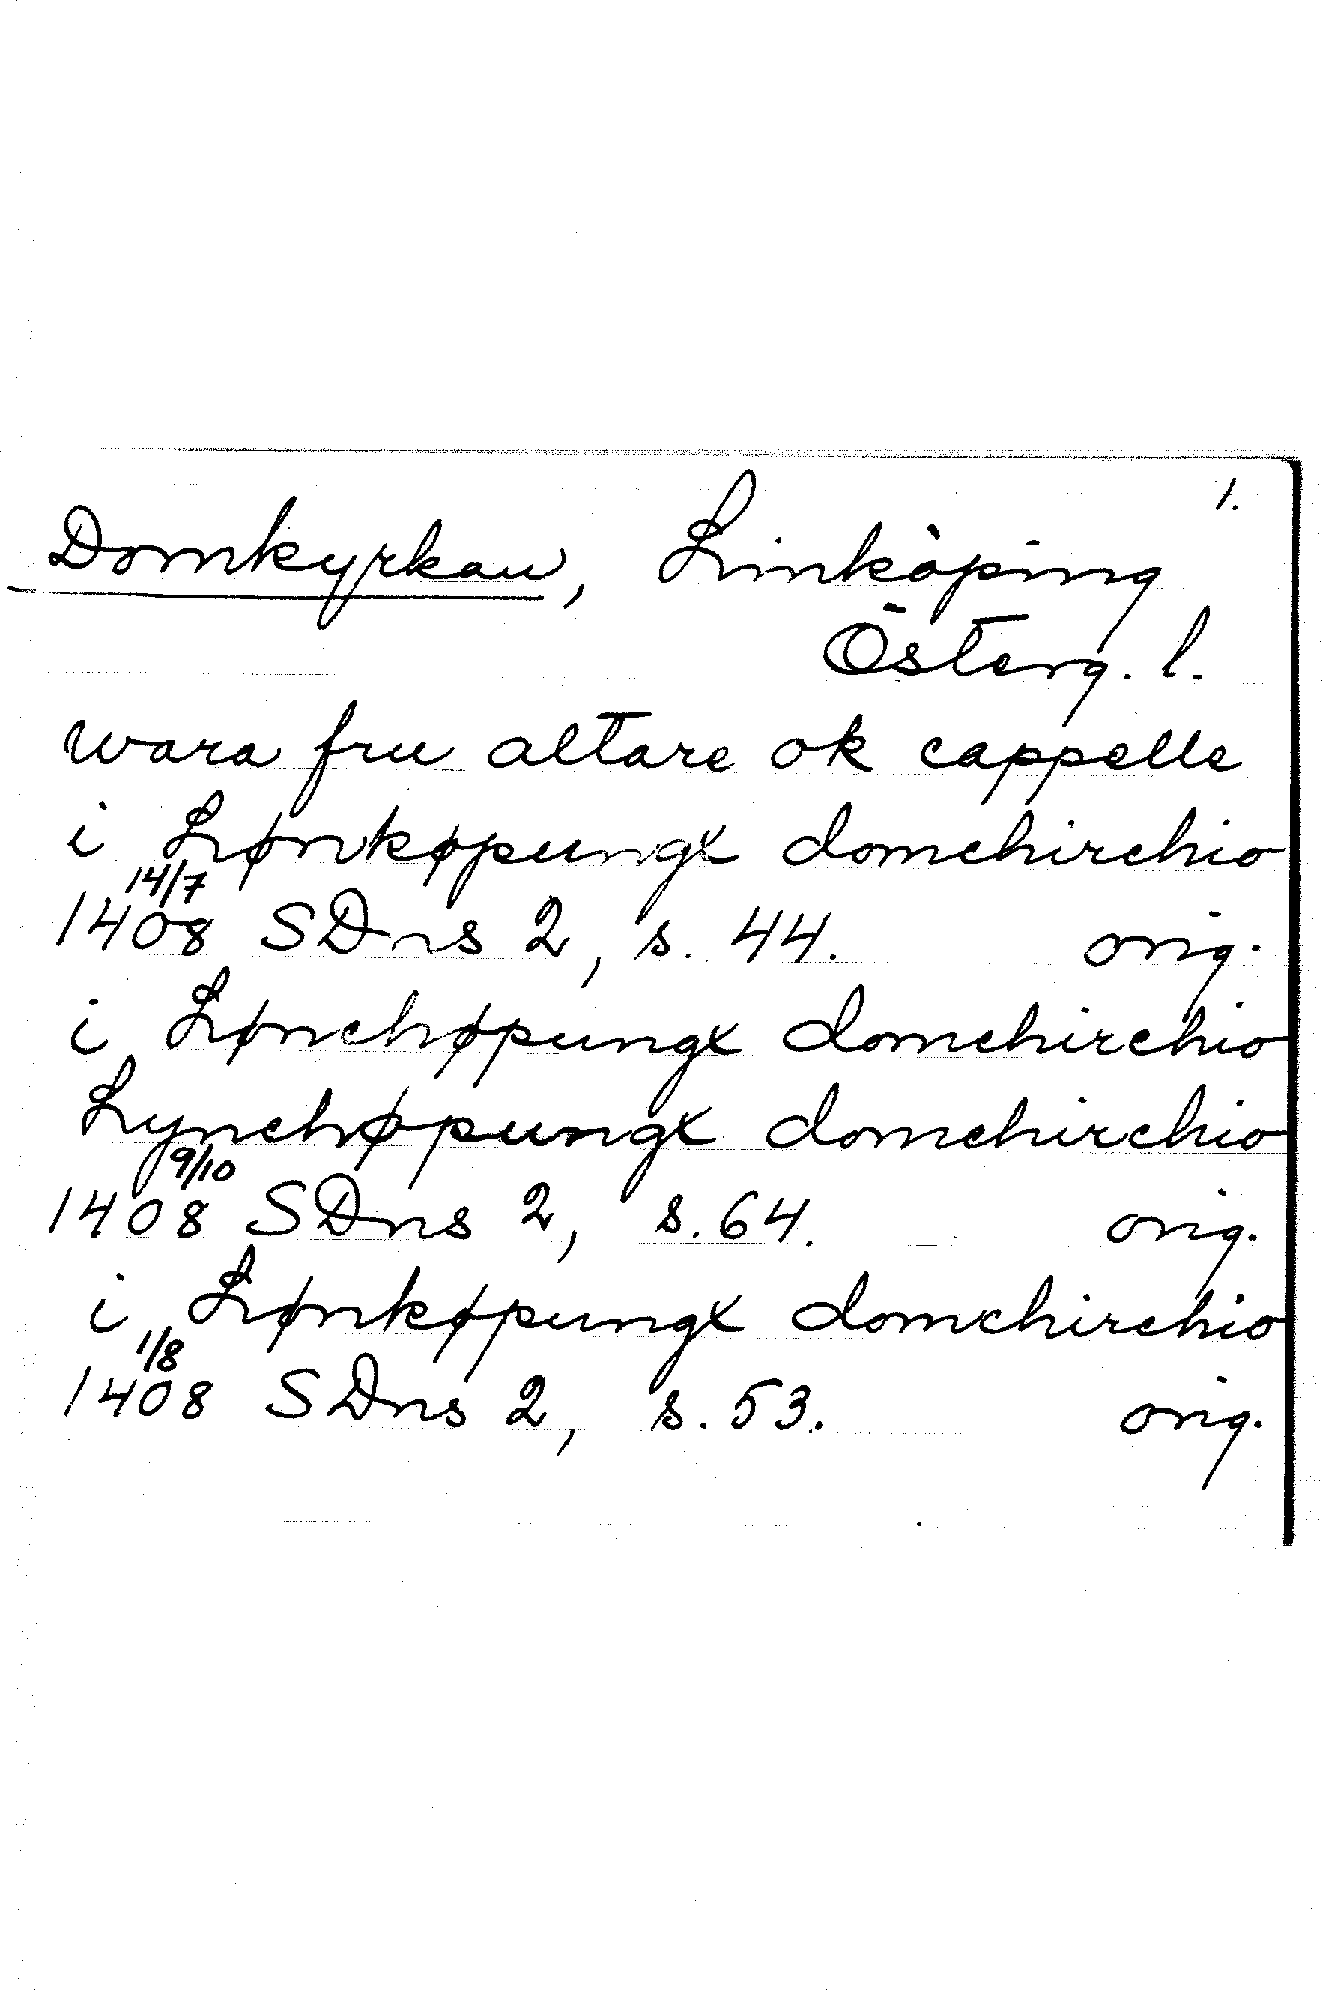 1.
Domkyrkan, Linköping
Österg. l.
wara fru altare ok cappelle
i Lønkøpungx domchirchio
14/7
1408 SDns 2, s. 44. orig.
i Lønchøpungx domchirchio
Lynchøpungx domchirchio
9/10
1408 SDns 2, s. 64. orig.
i Lønkøpungx domchirchio
1/8
1408 SDns 2, s. 53. orig.